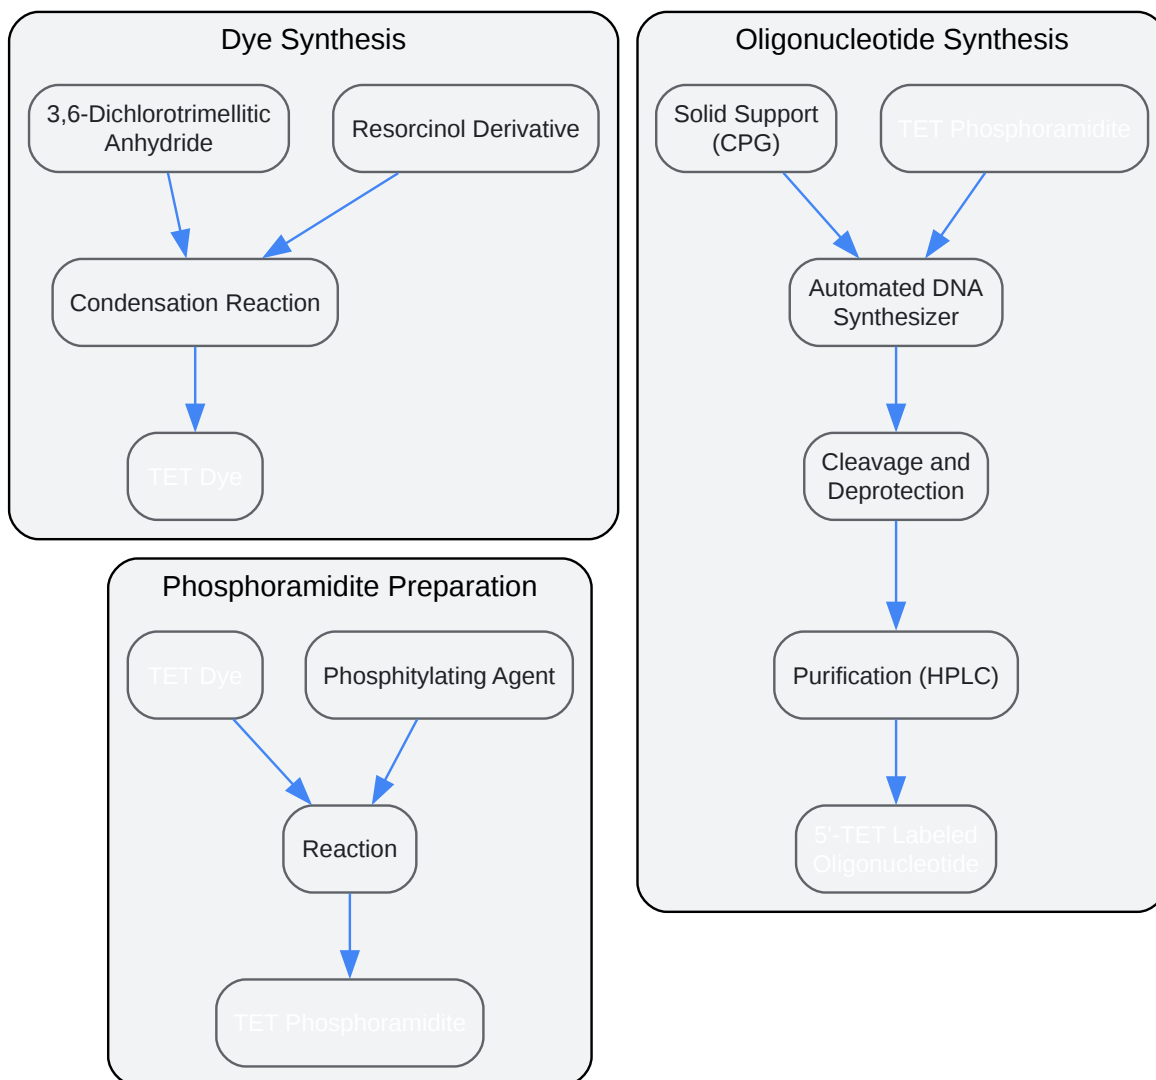 Dye Synthesis
3,6-Dichlorotrimellitic
Anhydride
Resorcinol Derivative
Condensation Reaction
TET Dye
Phosphoramidite Preparation
TET Dye
Phosphitylating Agent
Reaction
TET Phosphoramidite
Oligonucleotide Synthesis
Solid Support
(CPG)
TET Phosphoramidite
Automated DNA
Synthesizer
Cleavage and
Deprotection
Purification (HPLC)
5'-TET Labeled
Oligonucleotide